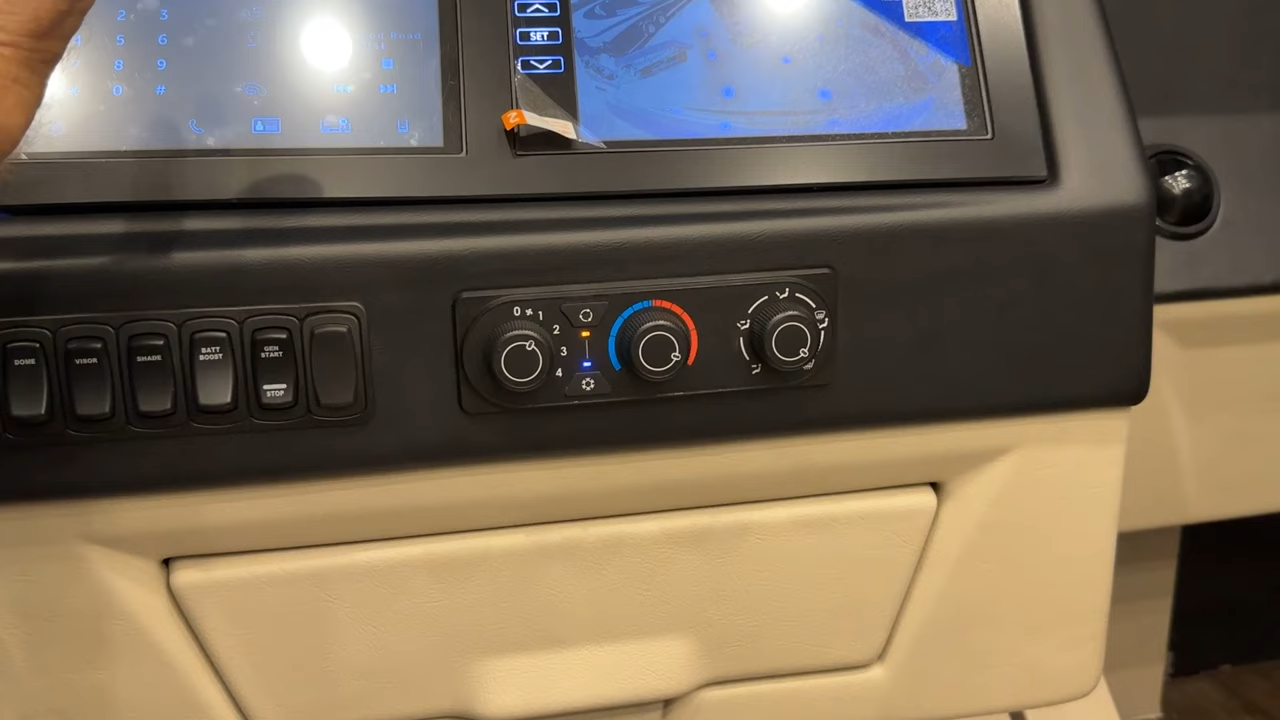 2 3
5 6
8 9
0 #
SET
2
DOME
VISOR
SHADE
BATT
BOOST
GEN
START
STOP
0 1
2
3
4